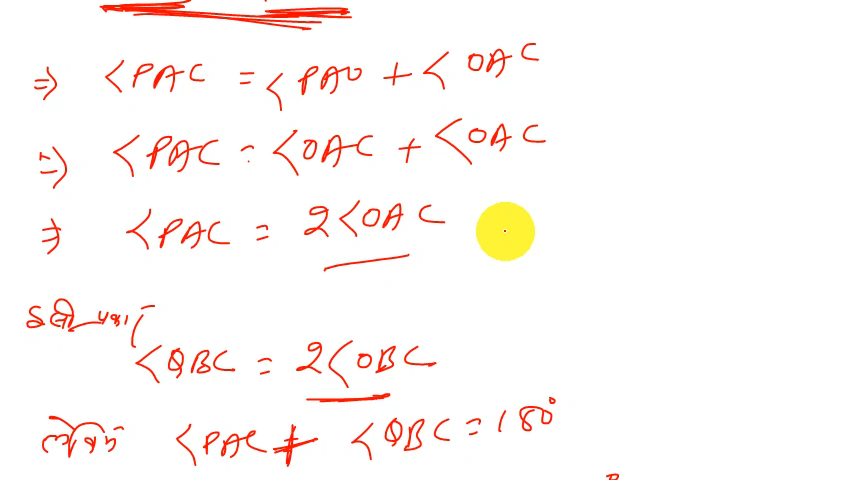 ⇒ <PAC = <PAO + <OAC
⇒ <PAC = <OAC + <OAC
⇒ <PAC = 2<OAC
इसी प्रकार
<QBC = 2<OBC
लेकिन <PAC + <QBC = 180°